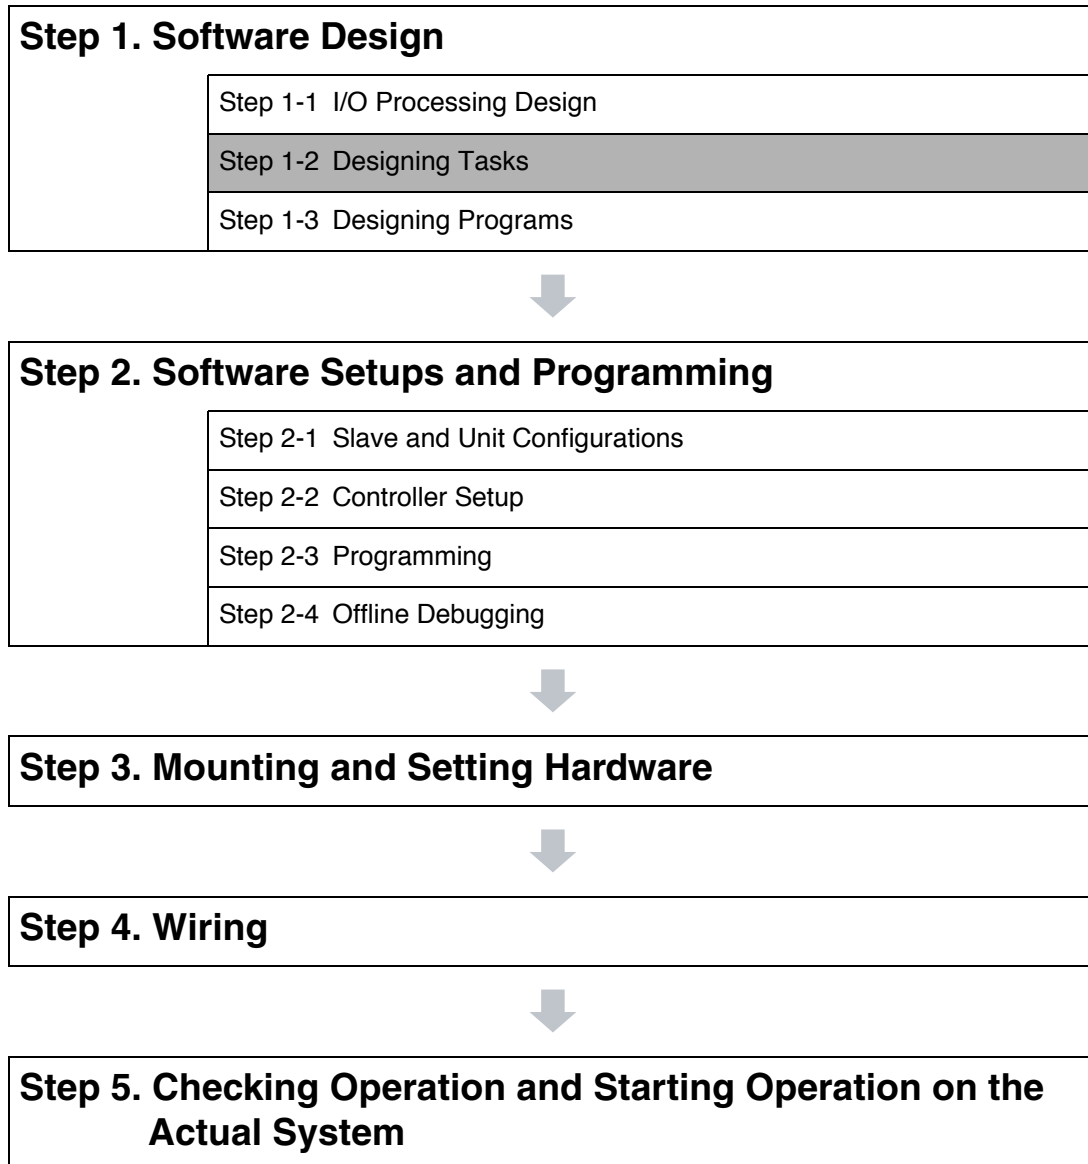 Step 1. Software Design
Step 1-1 I/O Processing Design
Step 1-2 Designing Tasks
Step 1-3 Designing Programs
Step 2. Software Setups and Programming
Step 2-1 Slave and Unit Configurations
Step 2-2 Controller Setup
Step 2-3 Programming
Step 2-4 Offline Debugging
Step 3. Mounting and Setting Hardware
Step 4. Wiring
Step 5. Checking Operation and Starting Operation on the
Actual System